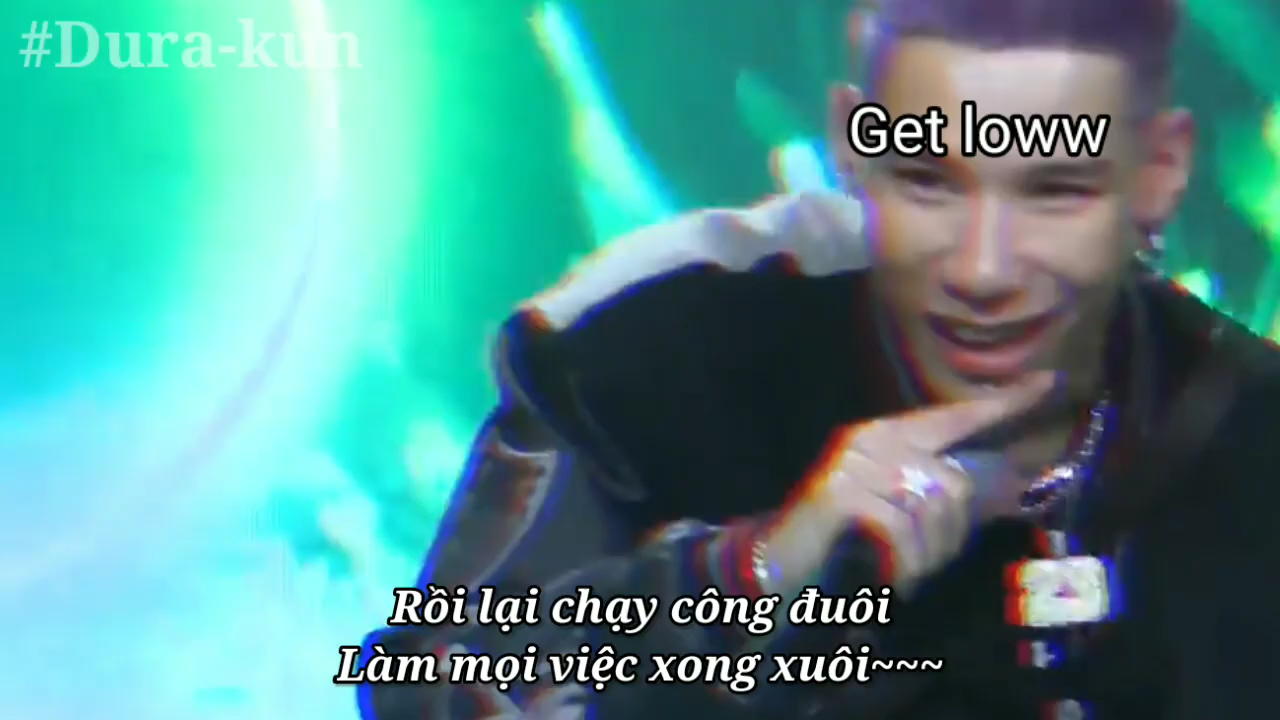 #Dura-kun
Get loww
Rồi lại chạy công đuôi
Làm mọi việc xong xuôi~~~